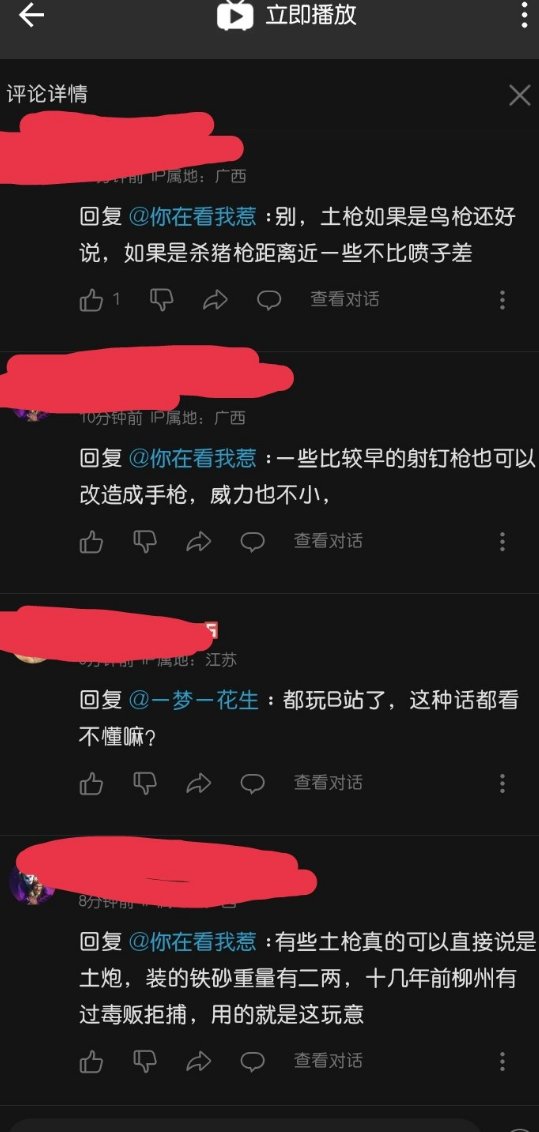 立即播放
评论详情
IP属地：广西
回复 @你在看我惹 :别，土枪如果是鸟枪还好
说，如果是杀猪枪距离近一些不比喷子差
1
查看对话
10分钟前 IP属地：广西
回复 @你在看我惹 :一些比较早的射钉枪也可以
改造成手枪，威力也不小，
查看对话
分钟前 IP属地：江苏
回复 @一梦一花生 : 都玩B站了，这种话都看
不懂嘛?
查看对话
8分钟前
回复 @你在看我惹 :有些土枪真的可以直接说是
土炮，装的铁砂重量有二两，十几年前柳州有
过毒贩拒捕，用的就是这玩意
查看对话